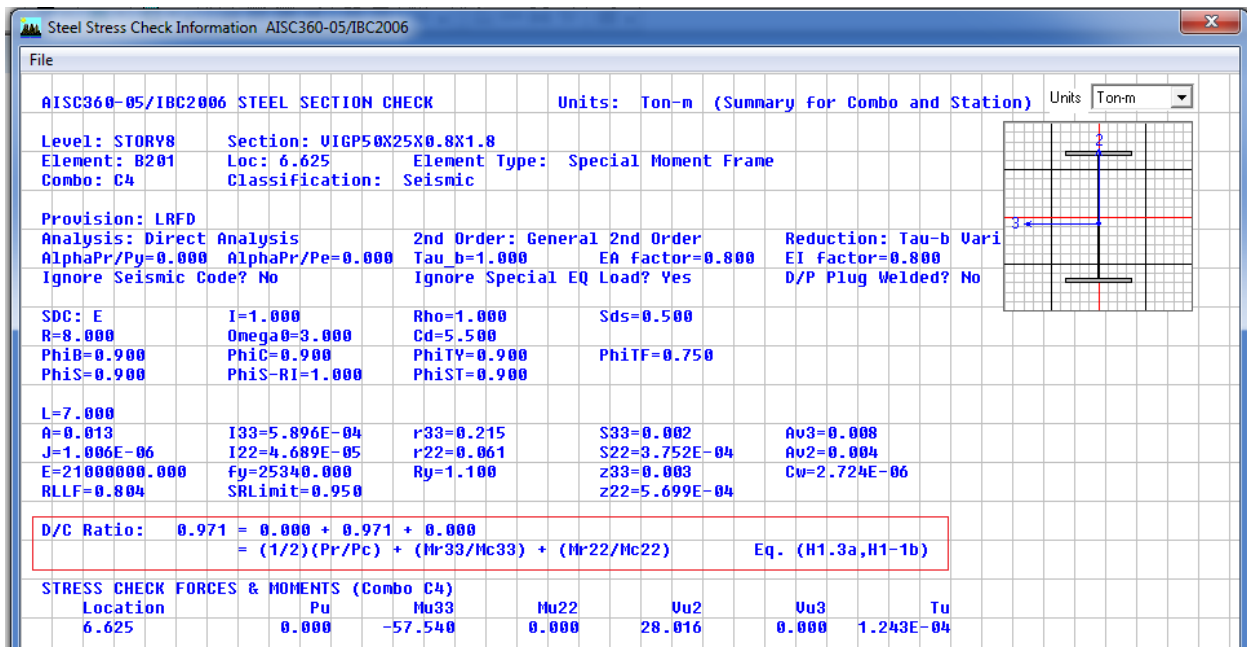 Steel Stress Check Information AISC360-05/IBC2006
x
File
AISC360-05/IBC2006 STEEL SECTION CHECK Units: Ton-m (Summary for Combo and Station) Units Ton-m
Level: STORY8 Section: VIGP50X25X0.8X1.8
Element: B201 Loc: 6.625 Element Type: Special Moment Frame
Combo: C4 Classification: Seismic
2
3
Provision: LRFD
Analysis: Direct Analysis 2nd Order: General 2nd Order Reduction: Tau-b Vari
AlphaPr/Py=0.000 AlphaPr/Pe=0.000 Tau_b=1.000 EA factor=0.800 EI factor=0.800
Ignore Seismic Code? No Ignore Special EQ Load? Yes D/P Plug Welded? No
SDC: E I=1.000 Rho=1.000 Sds=0.500
R=8.000 Omega0=3.000 Cd=5.500
PhiB=0.900 PhiC=0.900 PhiTY=0.900 PhiTF=0.750
PhiS=0.900 PhiS-RI=1.000 PhiST=0.900
L=7.000
A=0.013 I33=5.896E-04 r33=0.215 S33=0.002 Av3=0.008
J=1.006E-06 I22=4.689E-05 r22=0.061 S22=3.752E-04 Av2=0.004
E=21000000.000 fy=25340.000 Ry=1.100 z33=0.003 Cw=2.724E-06
RLLF=0.804 SRLimit=0.950 z22=5.699E-04
D/C Ratio: 0.971 = 0.000 + 0.971 + 0.000
= (1/2)(Pr/Pc) + (Mr33/Mc33) + (Mr22/Mc22) Eq. (H1.3a,H1-1b)
STRESS CHECK FORCES & MOMENTS (Combo C4)
Location Pu Mu33 Mu22 Vu2 Vu3 Tu
6.625 0.000 -57.540 0.000 28.016 0.000 1.243E-04